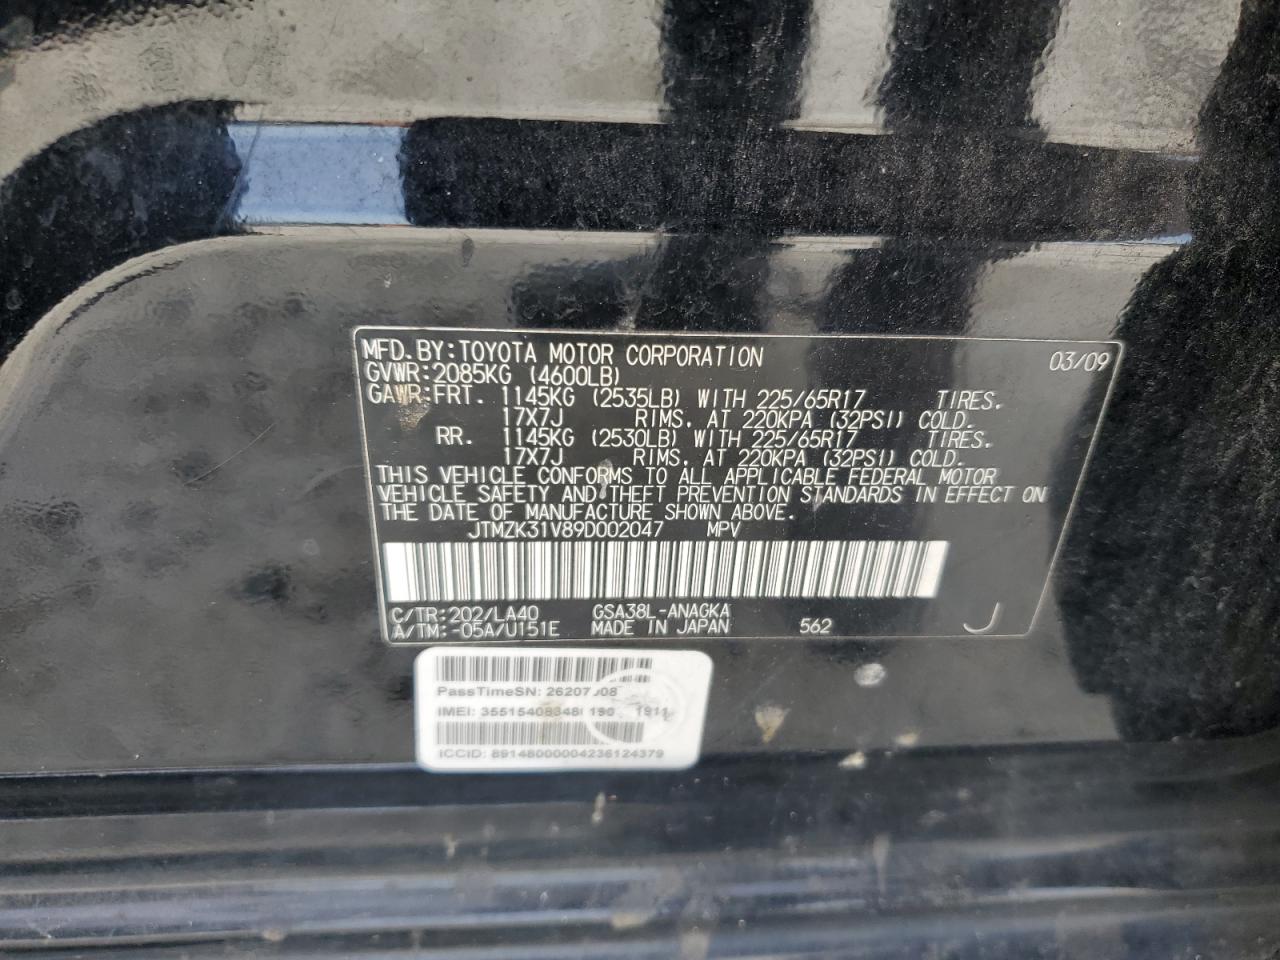 MFD. BY: TOYOTA MOTOR CORPORATION 03/09
GVWR: 2085KG (4600LB)
GAWR: FRT. 1145KG (2535LB) WITH 225/65R17 TIRES.
17X7J RIMS. AT 220KPA (32PSI) COLD.
RR. 1145KG (2530LB) WITH 225/65R17 TIRES.
17X7J RIMS. AT 220KPA (32PSI) COLD.
THIS VEHICLE CONFORMS TO ALL APPLICABLE FEDERAL MOTOR
VEHICLE SAFETY AND THEFT PREVENTION STANDARDS IN EFFECT ON
THE DATE OF MANUFACTURE SHOWN ABOVE.
JTMZK31V89D002047 MPV
C/TR: 202/LA40 GSA38L-ANAGKA
A/TM: -05A/U151E MADE IN JAPAN 562 J
PassTimeSN:
IMEI:
ICCID: 89148000004236124379